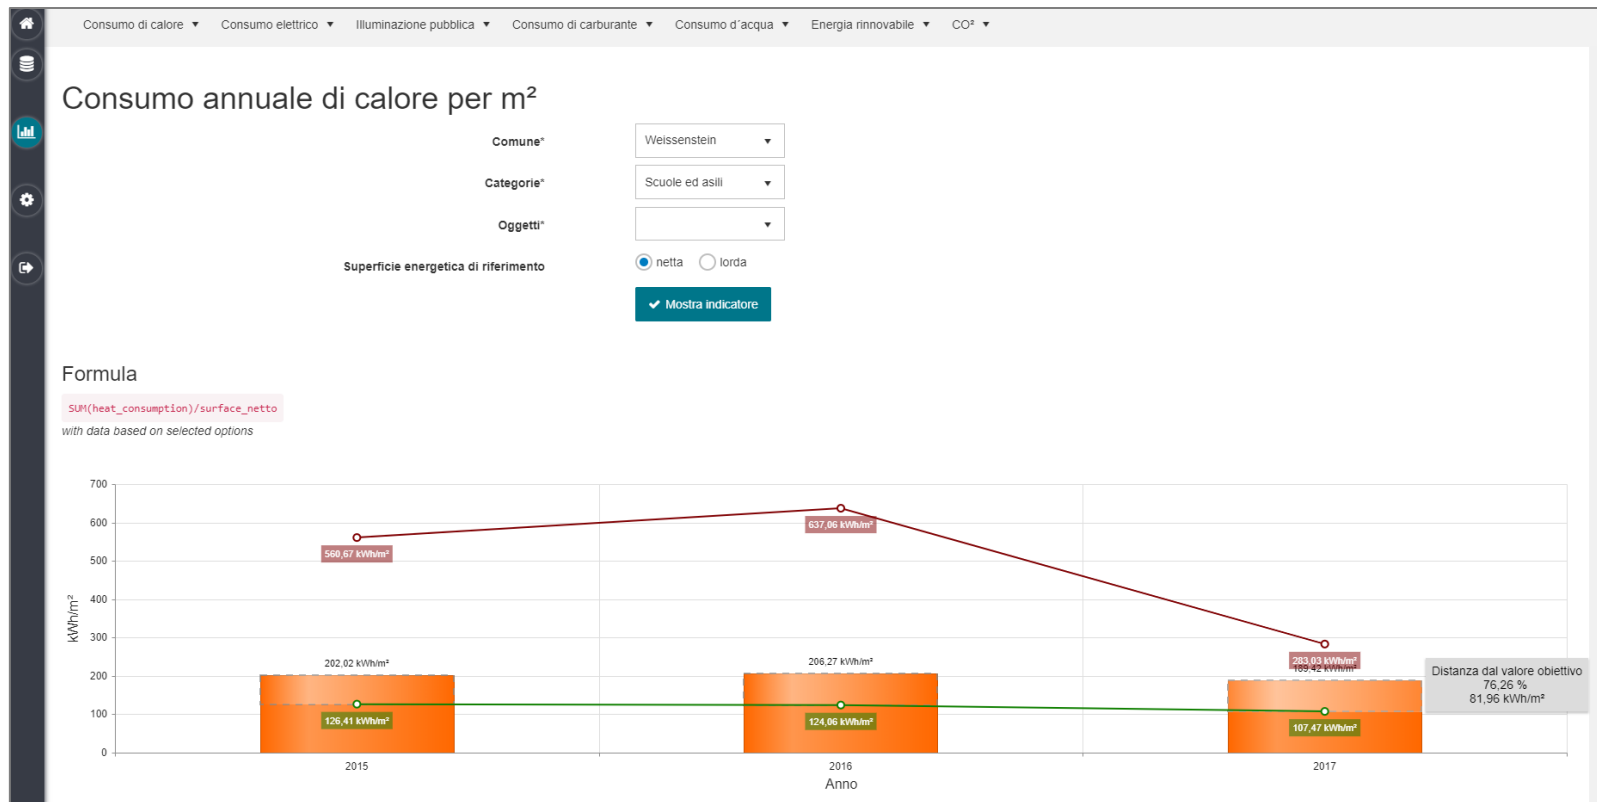 Consumo di calore Consumo elettrico Illuminazione pubblica Consumo di carburante Consumo d´acqua Energia rinnovabile CO²
Consumo annuale di calore per m²
Comune* Weissenstein
Categorie* Scuole ed asili
Oggetti*
Superficie energetica di riferimento netta lorda
Mostra indicatore
Formula
SUM(heat_consumption)/surface_netto
with data based on selected options
700
600
637,06 kWh/m²
560,67 kWh/m²
500
400
kWh/m²
300
202,02 kWh/m² 206,27 kWh/m² 283,03 kWh/m²
189,42 kWh/m²
Distanza dal valore obiettivo
76,26 %
81,96 kWh/m²
200
126,41 kWh/m² 124,06 kWh/m² 107,47 kWh/m²
100
0
2015 2016 2017
Anno